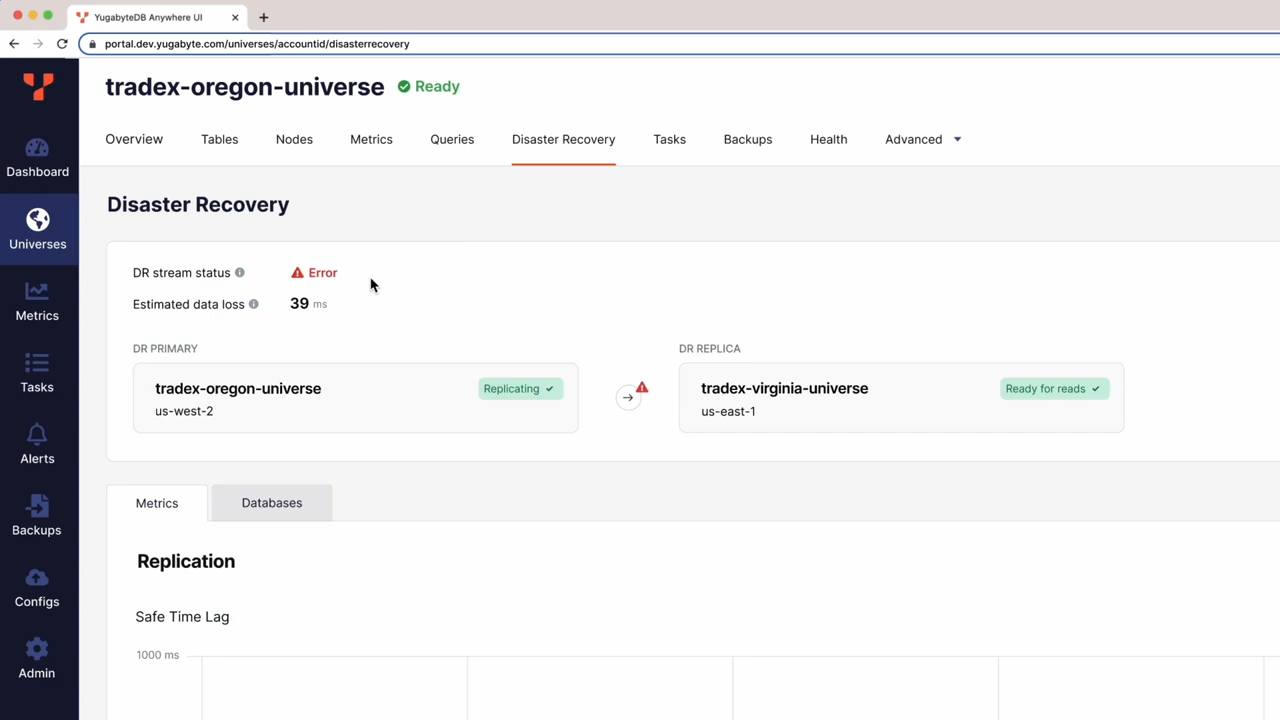 YugabyteDB Anywhere UI
portal.dev.yugabyte.com/universes/accountid/disasterrecovery
tradex-oregon-universe Ready
Overview Tables Nodes Metrics Queries Disaster Recovery Tasks Backups Health Advanced
Dashboard
Universes
Metrics
Tasks
Alerts
Backups
Configs
Admin
Disaster Recovery
DR stream status Error
Estimated data loss 39 ms
DR PRIMARY
tradex-oregon-universe Replicating
us-west-2
DR REPLICA
tradex-virginia-universe Ready for reads
us-east-1
Metrics Databases
Replication
Safe Time Lag
1000 ms